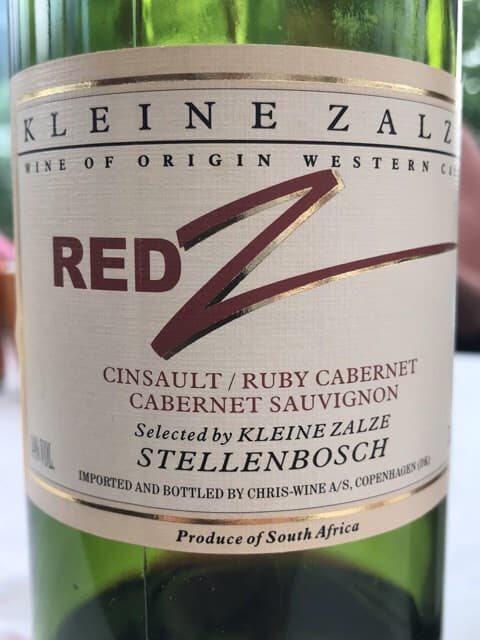 KLEINE ZALZ
WINE OF ORIGIN WESTERN
RED Z
CINSAULT / RUBY CABERNET
CABERNET SAUVIGNON
Selected by KLEINE ZALZE
STELLENBOSCH
VOL.
IMPORTED AND BOTTLED BY CHRIS-WINE A/S, COPENHAGEN (DK)
Produce of South Africa